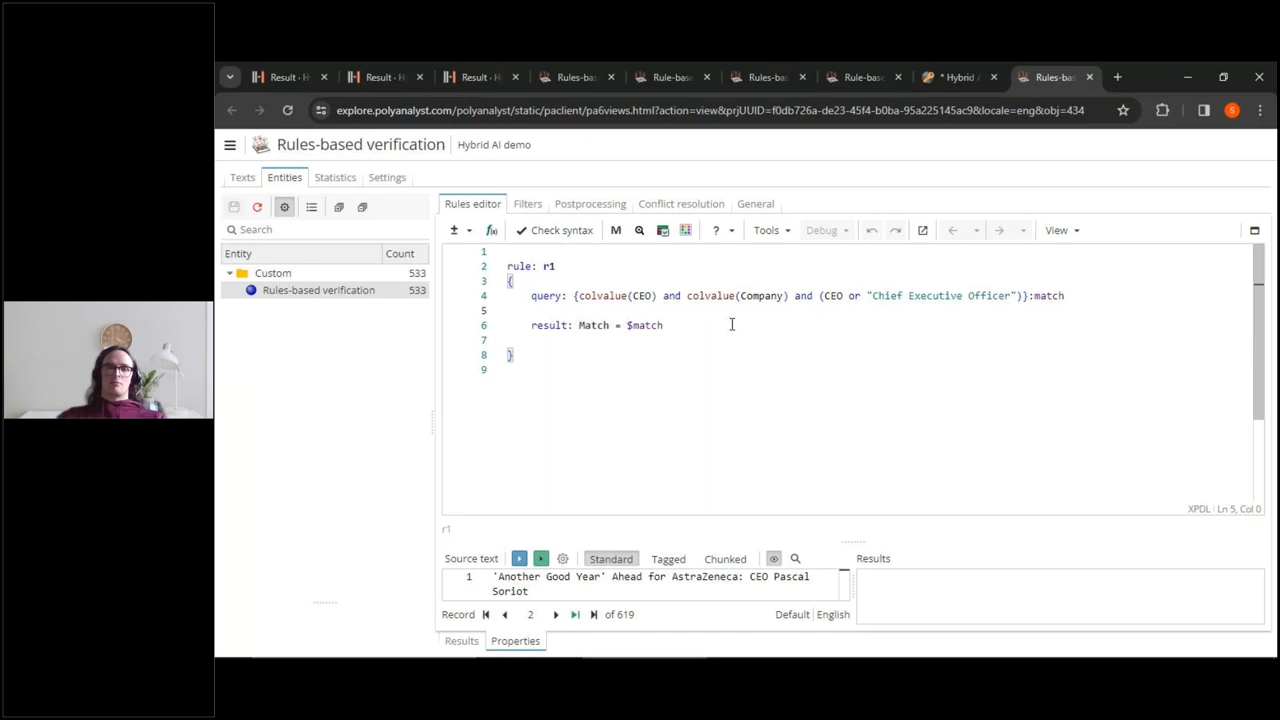 Result · H
Result · H
Result · H
Rules-bas
Rule-base
Rules-bas
Rule-base
* Hybrid A
Rules-bas
explore.polyanalyst.com/polyanalyst/static/paclient/pa6views.html?action=view&prjUUID=f0db726a-de23-45f4-b0ba-95a225145ac9&locale=eng&obj=434
S
Rules-based verification Hybrid AI demo
Texts Entities Statistics Settings
Rules editor Filters Postprocessing Conflict resolution General
Search
± f(x) Check syntax M ? Tools Debug View
Entity Count
Custom 533
Rules-based verification 533
1
2 rule: r1
3 {
4 query: {colvalue(CEO) and colvalue(Company) and (CEO or "Chief Executive Officer")}:match
5
6 result: Match = $match
7
8 }
9
XPDL Ln 5, Col 0
r1
Source text Standard Tagged Chunked Results
1 'Another Good Year' Ahead for AstraZeneca: CEO Pascal
Soriot
Record 2 of 619 Default English
Results Properties